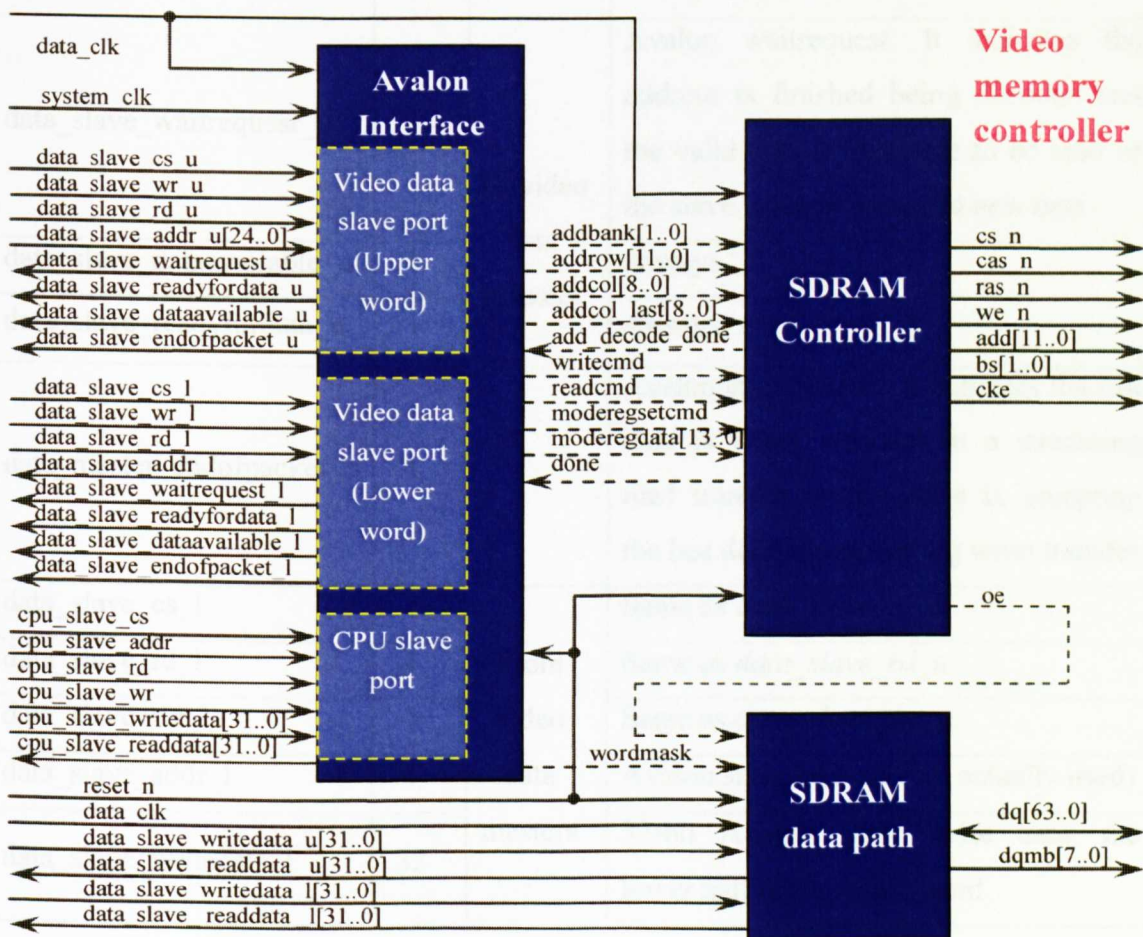 data_clk
system_clk
data_slave_cs_u
data_slave_wr_u
data_slave_rd_u
data_slave_addr_u[24..0]
data_slave_waitrequest_u
data_slave_readyfordata_u
data_slave_dataavailable_u
data_slave_endofpacket_u
data_slave_cs_l
data_slave_wr_l
data_slave_rd_l
data_slave_addr_l
data_slave_waitrequest_l
data_slave_readyfordata_l
data_slave_dataavailable_l
data_slave_endofpacket_l
cpu_slave_cs
cpu_slave_addr
cpu_slave_rd
cpu_slave_wr
cpu_slave_writedata[31..0]
cpu_slave_readdata[31..0]
reset_n
data_clk
data_slave_writedata_u[31..0]
data_slave_readdata_u[31..0]
data_slave_writedata_l[31..0]
data_slave_readdata_l[31..0]
Avalon
Interface
Video data
slave port
(Upper
word)
Video data
slave port
(Lower
word)
CPU slave
port
addbank[1..0]
addrow[11..0]
addcol[8..0]
addcol_last[8..0]
add_decode_done
writecmd
readcmd
moderegsetcmd
moderegdata[13..0]
done
wordmask
Video
memory
controller
SDRAM
Controller
cs_n
cas_n
ras_n
we_n
add[11..0]
bs[1..0]
cke
oe
SDRAM
data path
dq[63..0]
dqmb[7..0]